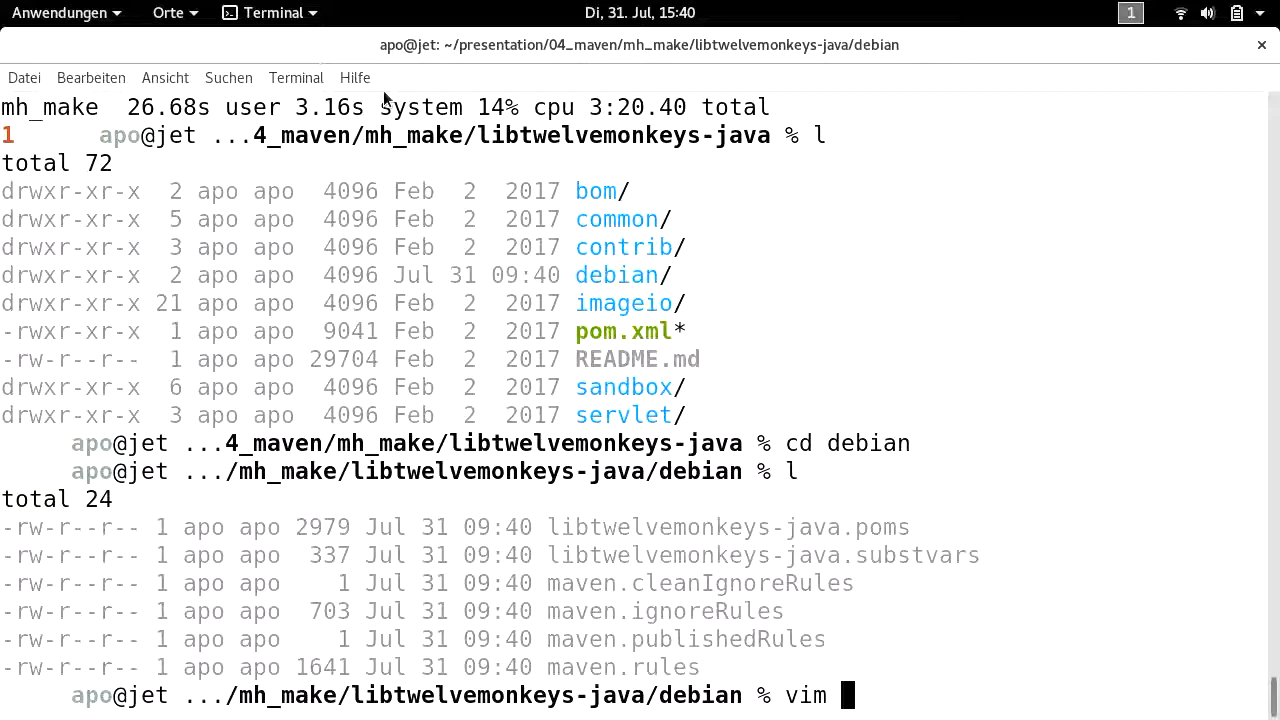 Anwendungen Orte Terminal Di, 31. Jul, 15:40 1
apo@jet: ~/presentation/04_maven/mh_make/libtwelvemonkeys-java/debian ×
Datei Bearbeiten Ansicht Suchen Terminal Hilfe
mh_make  26.68s user 3.16s system 14% cpu 3:20.40 total
1      apo@jet ...4_maven/mh_make/libtwelvemonkeys-java % l
total 72
drwxr-xr-x  2 apo apo  4096 Feb  2  2017 bom/
drwxr-xr-x  5 apo apo  4096 Feb  2  2017 common/
drwxr-xr-x  3 apo apo  4096 Feb  2  2017 contrib/
drwxr-xr-x  2 apo apo  4096 Jul 31 09:40 debian/
drwxr-xr-x 21 apo apo  4096 Feb  2  2017 imageio/
-rwxr-xr-x  1 apo apo  9041 Feb  2  2017 pom.xml*
-rw-r--r--  1 apo apo 29704 Feb  2  2017 README.md
drwxr-xr-x  6 apo apo  4096 Feb  2  2017 sandbox/
drwxr-xr-x  3 apo apo  4096 Feb  2  2017 servlet/
     apo@jet ...4_maven/mh_make/libtwelvemonkeys-java % cd debian
     apo@jet .../mh_make/libtwelvemonkeys-java/debian % l
total 24
-rw-r--r-- 1 apo apo 2979 Jul 31 09:40 libtwelvemonkeys-java.poms
-rw-r--r-- 1 apo apo  337 Jul 31 09:40 libtwelvemonkeys-java.substvars
-rw-r--r-- 1 apo apo    1 Jul 31 09:40 maven.cleanIgnoreRules
-rw-r--r-- 1 apo apo  703 Jul 31 09:40 maven.ignoreRules
-rw-r--r-- 1 apo apo    1 Jul 31 09:40 maven.publishedRules
-rw-r--r-- 1 apo apo 1641 Jul 31 09:40 maven.rules
     apo@jet .../mh_make/libtwelvemonkeys-java/debian % vim